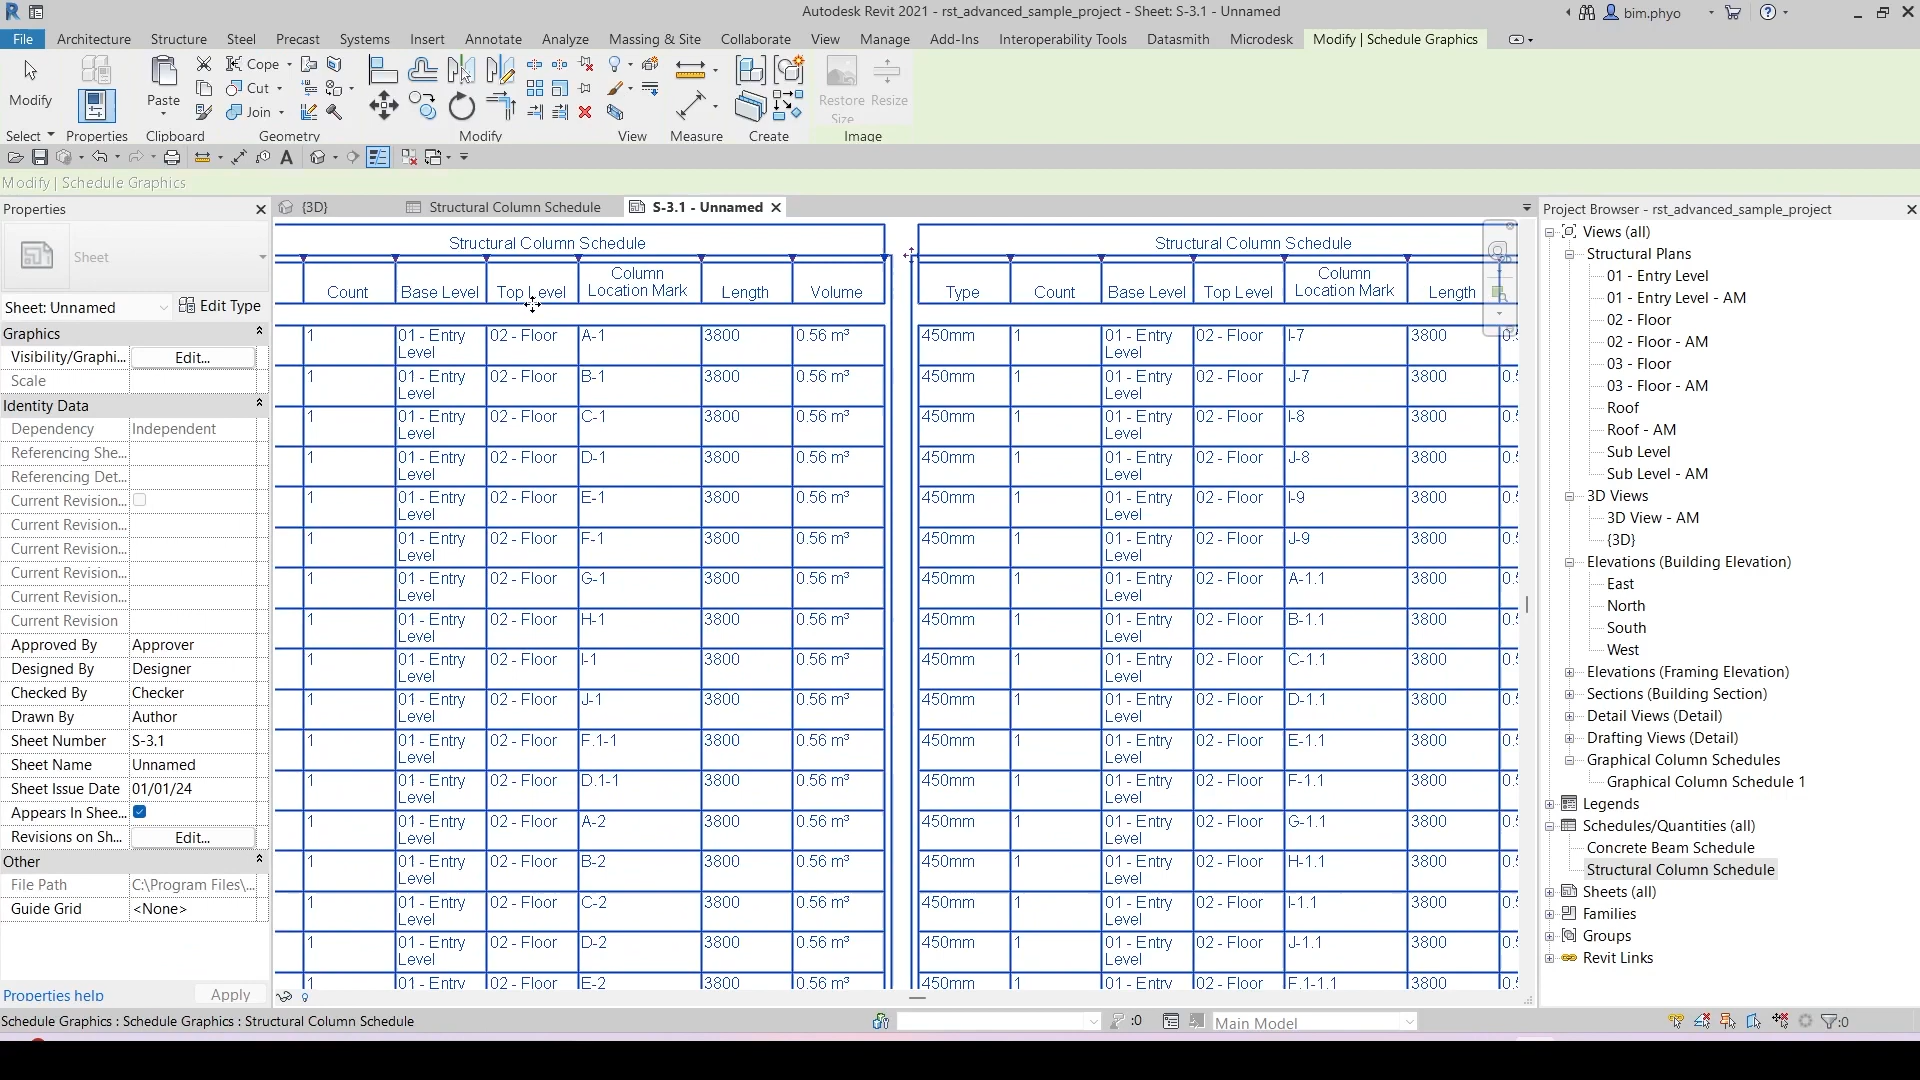 Autodesk Revit 2021 - rst_advanced_sample_project - Sheet: S-3.1 - Unnamed
bim.phyo
File Architecture Structure Steel Precast Systems Insert Annotate Analyze Massing & Site Collaborate View Manage Add-Ins Interoperability Tools Datasmith Microdesk Modify | Schedule Graphics
Modify Paste Cope Cut Join Restore Size Resize
Select Properties Clipboard Geometry Modify View Measure Create Image
Modify | Schedule Graphics
Properties
Sheet
Sheet: Unnamed Edit Type
Graphics
Visibility/Graphi... Edit...
Scale
Identity Data
Dependency Independent
Referencing She...
Referencing Det...
Current Revision...
Current Revision...
Current Revision...
Current Revision...
Current Revision...
Current Revision
Approved By Approver
Designed By Designer
Checked By Checker
Drawn By Author
Sheet Number S-3.1
Sheet Name Unnamed
Sheet Issue Date 01/01/24
Appears In Shee...
Revisions on Sh... Edit...
Other
File Path C:\Program Files\...
Guide Grid <None>
Properties help Apply
{3D} Structural Column Schedule S-3.1 - Unnamed
Structural Column Schedule
Count Base Level Top Level Column Location Mark Length Volume
1 01 - Entry Level 02 - Floor A-1 3800 0.56 m³
1 01 - Entry Level 02 - Floor B-1 3800 0.56 m³
1 01 - Entry Level 02 - Floor C-1 3800 0.56 m³
1 01 - Entry Level 02 - Floor D-1 3800 0.56 m³
1 01 - Entry Level 02 - Floor E-1 3800 0.56 m³
1 01 - Entry Level 02 - Floor F-1 3800 0.56 m³
1 01 - Entry Level 02 - Floor G-1 3800 0.56 m³
1 01 - Entry Level 02 - Floor H-1 3800 0.56 m³
1 01 - Entry Level 02 - Floor I-1 3800 0.56 m³
1 01 - Entry Level 02 - Floor J-1 3800 0.56 m³
1 01 - Entry Level 02 - Floor F.1-1 3800 0.56 m³
1 01 - Entry Level 02 - Floor D.1-1 3800 0.56 m³
1 01 - Entry Level 02 - Floor A-2 3800 0.56 m³
1 01 - Entry Level 02 - Floor B-2 3800 0.56 m³
1 01 - Entry Level 02 - Floor C-2 3800 0.56 m³
1 01 - Entry Level 02 - Floor D-2 3800 0.56 m³
1 01 - Entry 02 - Floor E-2 3800 0.56 m³
Structural Column Schedule
Type Count Base Level Top Level Column Location Mark Length
450mm 1 01 - Entry Level 02 - Floor I-7 3800
450mm 1 01 - Entry Level 02 - Floor J-7 3800
450mm 1 01 - Entry Level 02 - Floor I-8 3800
450mm 1 01 - Entry Level 02 - Floor J-8 3800
450mm 1 01 - Entry Level 02 - Floor I-9 3800
450mm 1 01 - Entry Level 02 - Floor J-9 3800
450mm 1 01 - Entry Level 02 - Floor A-1.1 3800
450mm 1 01 - Entry Level 02 - Floor B-1.1 3800
450mm 1 01 - Entry Level 02 - Floor C-1.1 3800
450mm 1 01 - Entry Level 02 - Floor D-1.1 3800
450mm 1 01 - Entry Level 02 - Floor E-1.1 3800
450mm 1 01 - Entry Level 02 - Floor F-1.1 3800
450mm 1 01 - Entry Level 02 - Floor G-1.1 3800
450mm 1 01 - Entry Level 02 - Floor H-1.1 3800
450mm 1 01 - Entry Level 02 - Floor I-1.1 3800
450mm 1 01 - Entry Level 02 - Floor J-1.1 3800
450mm 1 01 - Entry 02 - Floor F.1-1.1 3800
Project Browser - rst_advanced_sample_project
Views (all)
Structural Plans
01 - Entry Level
01 - Entry Level - AM
02 - Floor
02 - Floor - AM
03 - Floor
03 - Floor - AM
Roof
Roof - AM
Sub Level
Sub Level - AM
3D Views
3D View - AM
{3D}
Elevations (Building Elevation)
East
North
South
West
Elevations (Framing Elevation)
Sections (Building Section)
Detail Views (Detail)
Drafting Views (Detail)
Graphical Column Schedules
Graphical Column Schedule 1
Legends
Schedules/Quantities (all)
Concrete Beam Schedule
Structural Column Schedule
Sheets (all)
Families
Groups
Revit Links
Schedule Graphics : Schedule Graphics : Structural Column Schedule :0 Main Model :0